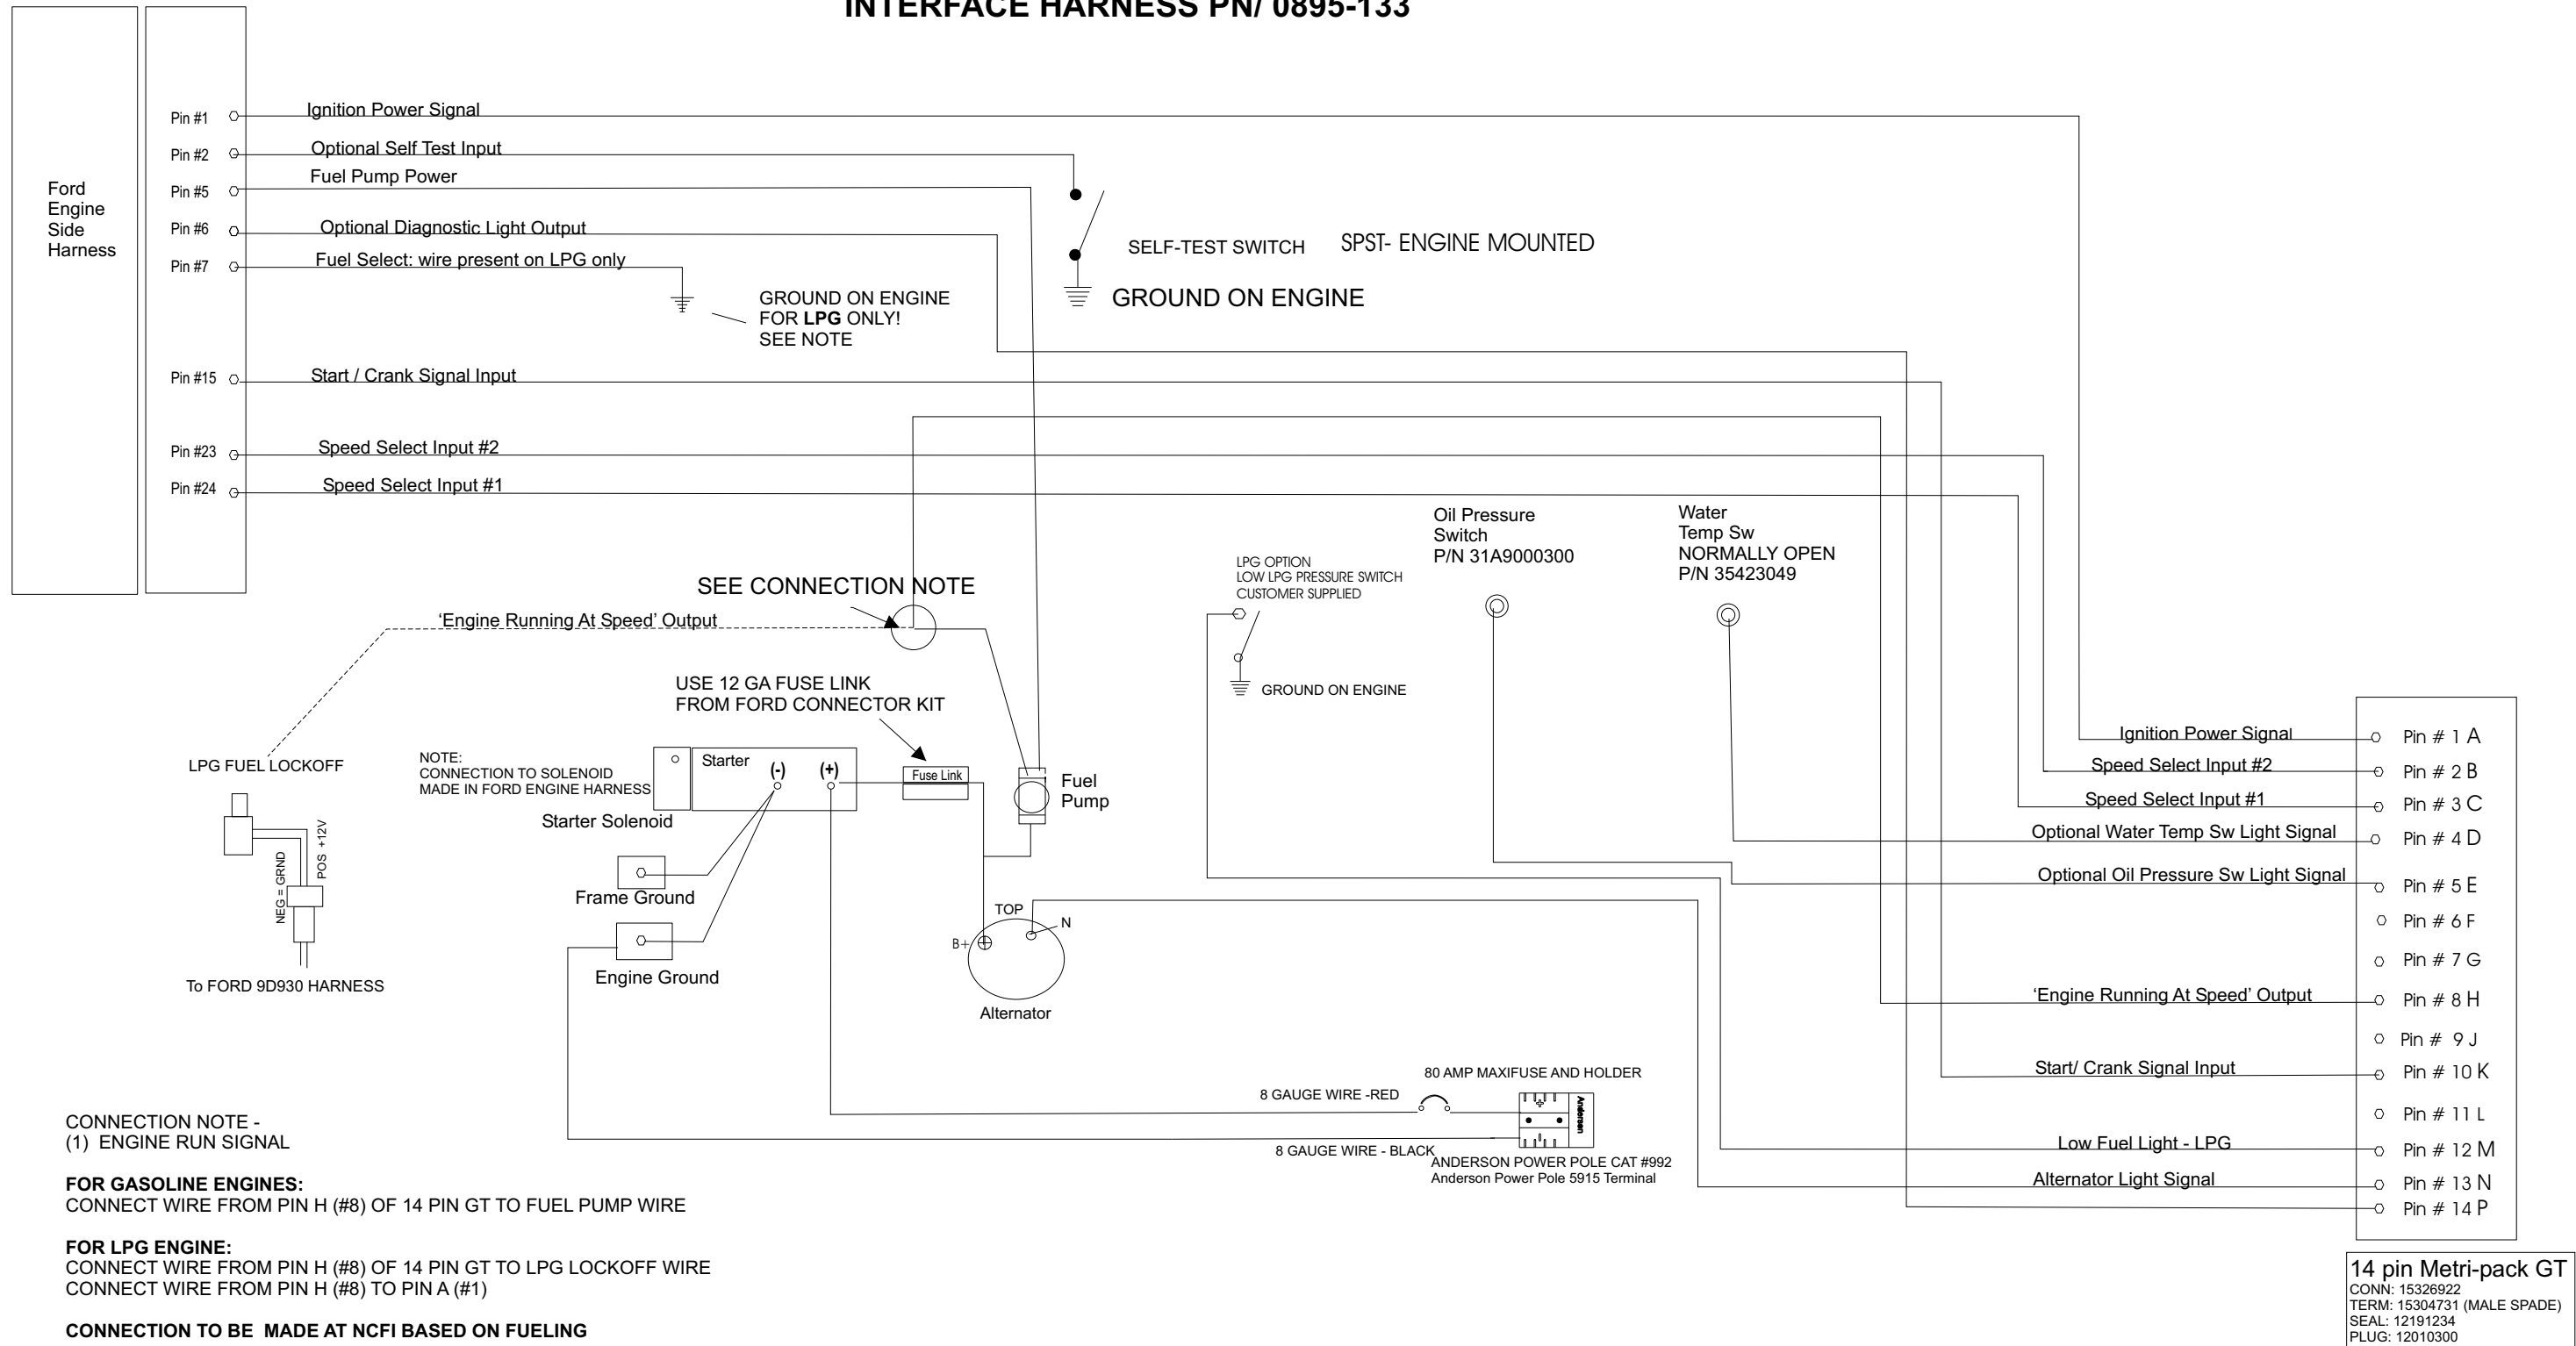 INTERFACE HARNESS PN/ 0895-133
Ford
Engine
Side
Harness
Pin #1
Ignition Power Signal
Pin #2
Optional Self Test Input
Pin #5
Fuel Pump Power
Pin #6
Optional Diagnostic Light Output
Pin #7
Fuel Select: wire present on LPG only
Pin #15
Start / Crank Signal Input
Pin #23
Speed Select Input #2
Pin #24
Speed Select Input #1
GROUND ON ENGINE
FOR LPG ONLY!
SEE NOTE
SELF-TEST SWITCH
SPST- ENGINE MOUNTED
GROUND ON ENGINE
Oil Pressure
Switch
P/N 31A9000300
Water
Temp Sw
NORMALLY OPEN
P/N 35423049
LPG OPTION
LOW LPG PRESSURE SWITCH
CUSTOMER SUPPLIED
GROUND ON ENGINE
SEE CONNECTION NOTE
'Engine Running At Speed' Output
USE 12 GA FUSE LINK
FROM FORD CONNECTOR KIT
LPG FUEL LOCKOFF
NOTE:
CONNECTION TO SOLENOID
MADE IN FORD ENGINE HARNESS
Starter
(-)
(+)
Fuse Link
Fuel
Pump
Starter Solenoid
POS +12V
NEG = GRND
To FORD 9D930 HARNESS
Frame Ground
Engine Ground
TOP
N
B+
Alternator
80 AMP MAXIFUSE AND HOLDER
8 GAUGE WIRE -RED
8 GAUGE WIRE - BLACK
Anderson
ANDERSON POWER POLE CAT #992
Anderson Power Pole 5915 Terminal
Ignition Power Signal
Pin # 1 A
Speed Select Input #2
Pin # 2 B
Speed Select Input #1
Pin # 3 C
Optional Water Temp Sw Light Signal
Pin # 4 D
Optional Oil Pressure Sw Light Signal
Pin # 5 E
Pin # 6 F
Pin # 7 G
'Engine Running At Speed' Output
Pin # 8 H
Pin # 9 J
Start/ Crank Signal Input
Pin # 10 K
Pin # 11 L
Low Fuel Light - LPG
Pin # 12 M
Alternator Light Signal
Pin # 13 N
Pin # 14 P
14 pin Metri-pack GT
CONN: 15326922
TERM: 15304731 (MALE SPADE)
SEAL: 12191234
PLUG: 12010300
CONNECTION NOTE -
(1) ENGINE RUN SIGNAL
FOR GASOLINE ENGINES:
CONNECT WIRE FROM PIN H (#8) OF 14 PIN GT TO FUEL PUMP WIRE
FOR LPG ENGINE:
CONNECT WIRE FROM PIN H (#8) OF 14 PIN GT TO LPG LOCKOFF WIRE
CONNECT WIRE FROM PIN H (#8) TO PIN A (#1)
CONNECTION TO BE MADE AT NCFI BASED ON FUELING